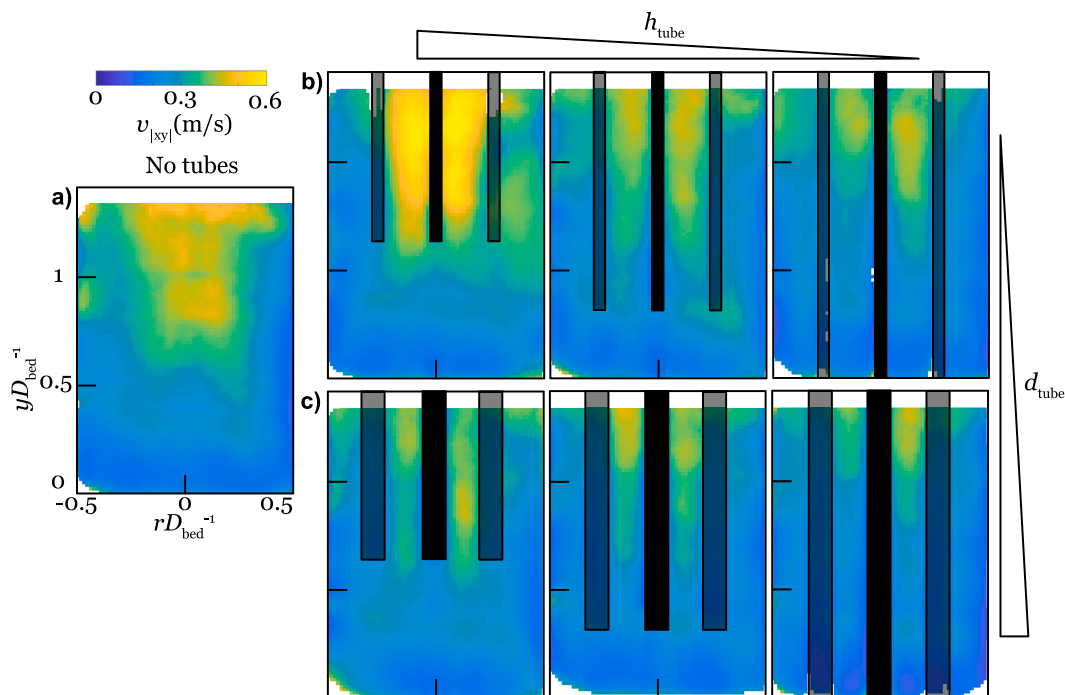 h_tube
b)
0 0.3 0.6
v_|xy|(m/s)
No tubes
a)
1
0.5
0
yD_bed^-1
-0.5 0 0.5
rD_bed^-1
c)
d_tube